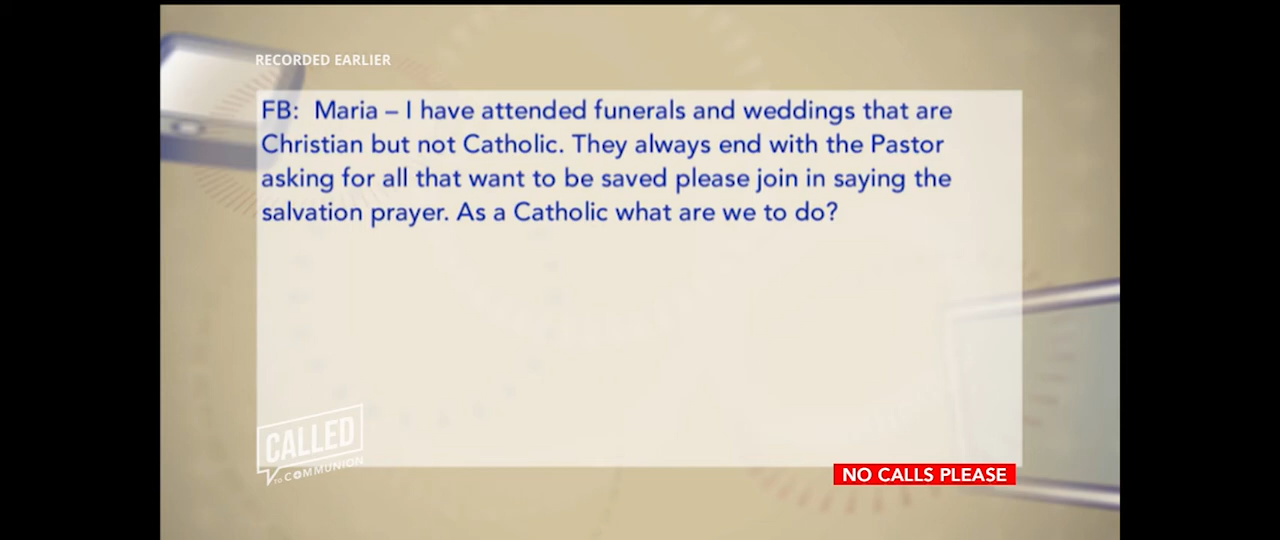 RECORDED EARLIER
FB: Maria – I have attended funerals and weddings that are
Christian but not Catholic. They always end with the Pastor
asking for all that want to be saved please join in saying the
salvation prayer. As a Catholic what are we to do?
CALLED
TO COMMUNION
NO CALLS PLEASE